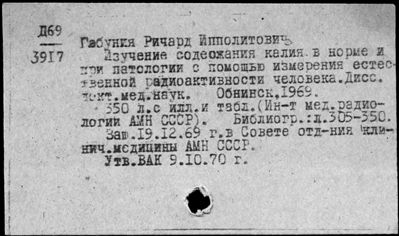 Д69
3917
Габуния Ричард Ипполитович
Изучение содеожания калия в норме и
при патологии с помощью измерения естес-
твенной радиоактивности человека.Дисс.
докт.мед.наук. Обнинск,1969.
350 л.с илл.и табл.(Ин-т мед.радио-
логии АМН СССР). Библиогр.:л.305-350.
Защ.19.12.69 г.в Совете отд-ния кли-
нич.медицины АМН СССР.
Утв.ВАК 9.10.70 г.